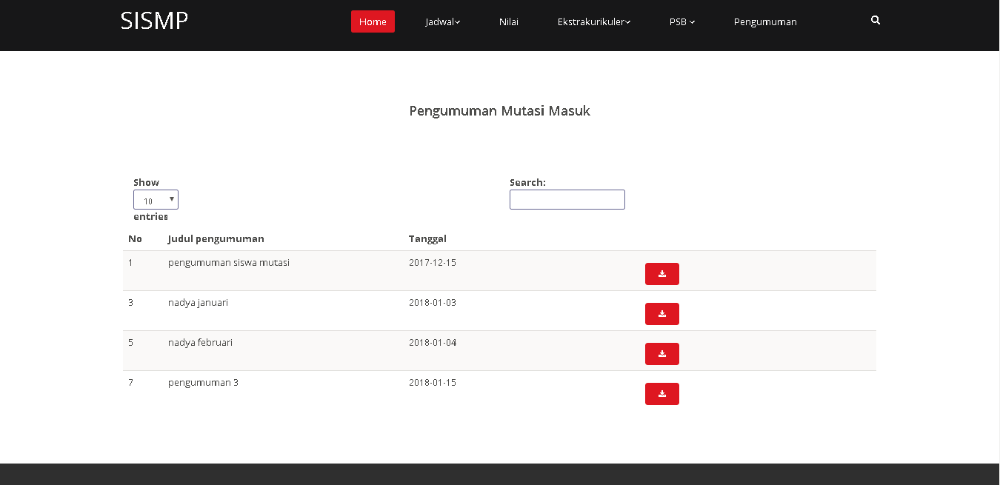 SISMP Home Jadwal Nilai Ekstrakurikuler PSB Pengumuman
Pengumuman Mutasi Masuk
Show Search:
10
entries
No Judul pengumuman Tanggal
1 pengumuman siswa mutasi 2017-12-15
3 nadya januari 2018-01-03
5 nadya februari 2018-01-04
7 pengumuman 3 2018-01-15